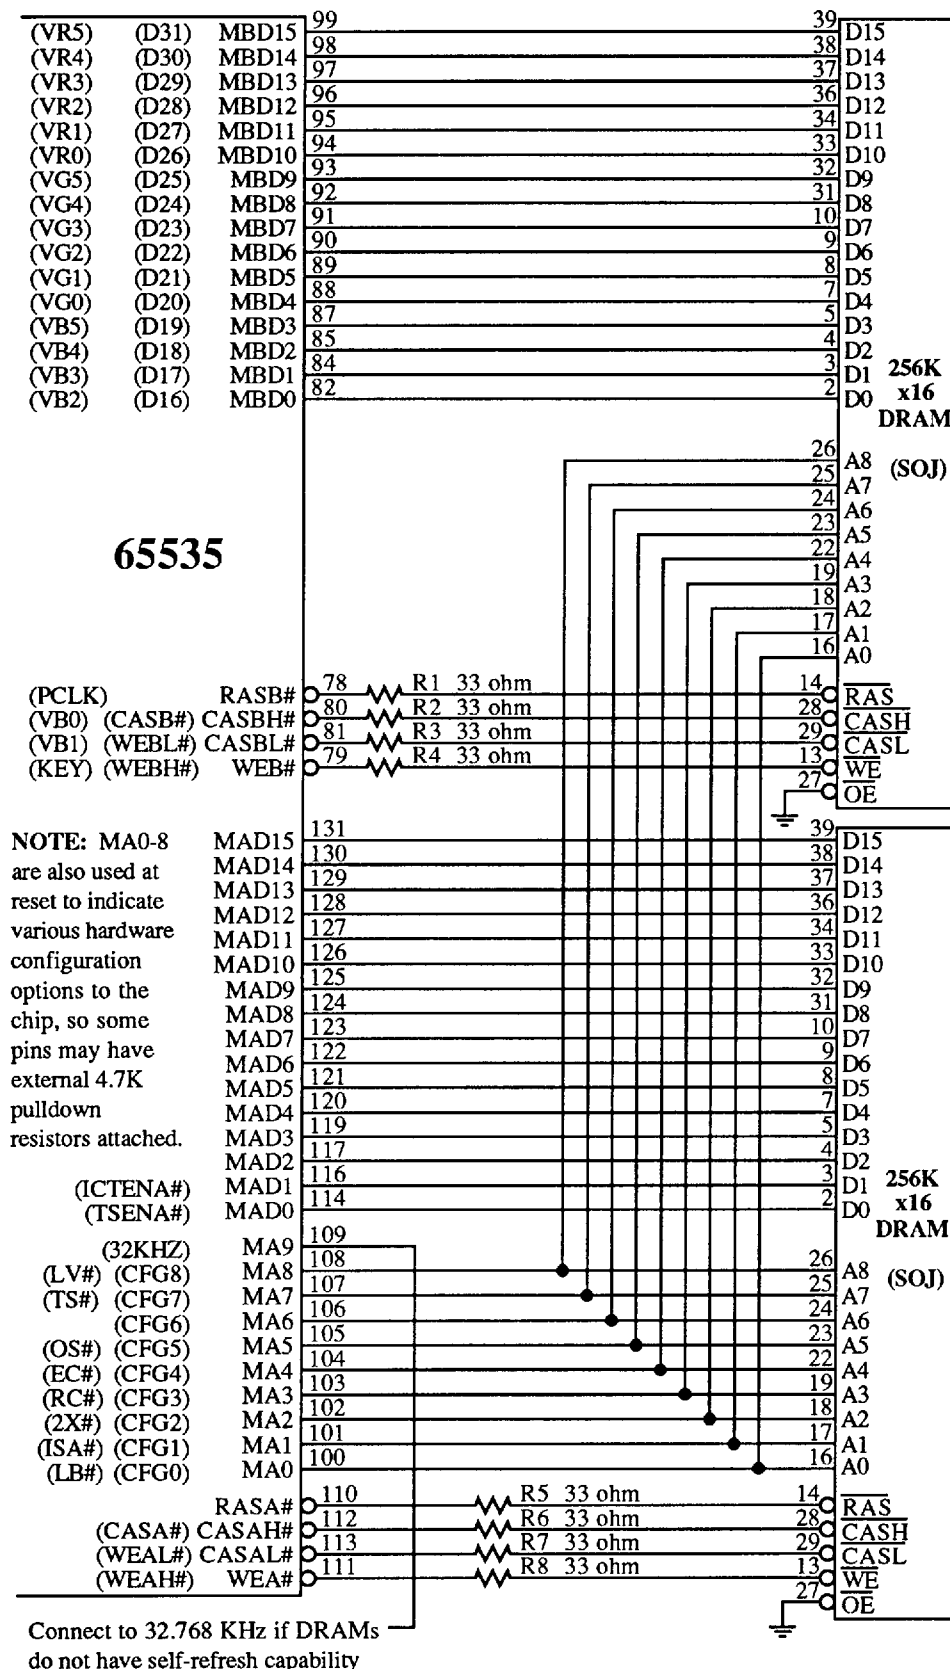 (VR5) (D31) MBD15 99 39 D15
(VR4) (D30) MBD14 98 38 D14
(VR3) (D29) MBD13 97 37 D13
(VR2) (D28) MBD12 96 36 D12
(VR1) (D27) MBD11 95 34 D11
(VR0) (D26) MBD10 94 33 D10
(VG5) (D25) MBD9 93 32 D9
(VG4) (D24) MBD8 92 31 D8
(VG3) (D23) MBD7 91 10 D7
(VG2) (D22) MBD6 90 9 D6
(VG1) (D21) MBD5 89 8 D5
(VG0) (D20) MBD4 88 7 D4
(VB5) (D19) MBD3 87 5 D3
(VB4) (D18) MBD2 85 4 D2
(VB3) (D17) MBD1 84 3 D1
(VB2) (D16) MBD0 82 2 D0
256K
x16
DRAM
(SOJ)
26 A8
25 A7
24 A6
23 A5
22 A4
19 A3
18 A2
17 A1
16 A0
65535
(PCLK) RASB# 78 R1 33 ohm 14 RAS
(VB0) (CASB#) CASBH# 80 R2 33 ohm 28 CASH
(VB1) (WEBL#) CASBL# 81 R3 33 ohm 29 CASL
(KEY) (WEBH#) WEB# 79 R4 33 ohm 13 WE
27 OE
NOTE: MA0-8
are also used at
reset to indicate
various hardware
configuration
options to the
chip, so some
pins may have
external 4.7K
pulldown
resistors attached.
MAD15 131 39 D15
MAD14 130 38 D14
MAD13 129 37 D13
MAD12 128 36 D12
MAD11 127 34 D11
MAD10 126 33 D10
MAD9 125 32 D9
MAD8 124 31 D8
MAD7 123 10 D7
MAD6 122 9 D6
MAD5 121 8 D5
MAD4 120 7 D4
MAD3 119 5 D3
MAD2 117 4 D2
(ICTENA#) MAD1 116 3 D1
(TSENA#) MAD0 114 2 D0
256K
x16
DRAM
(SOJ)
(32KHZ) MA9 109
(LV#) (CFG8) MA8 108 26 A8
(TS#) (CFG7) MA7 107 25 A7
(CFG6) MA6 106 24 A6
(OS#) (CFG5) MA5 105 23 A5
(EC#) (CFG4) MA4 104 22 A4
(RC#) (CFG3) MA3 103 19 A3
(2X#) (CFG2) MA2 102 18 A2
(ISA#) (CFG1) MA1 101 17 A1
(LB#) (CFG0) MA0 100 16 A0
RASA# 110 R5 33 ohm 14 RAS
(CASA#) CASAH# 112 R6 33 ohm 28 CASH
(WEAL#) CASAL# 113 R7 33 ohm 29 CASL
(WEAH#) WEA# 111 R8 33 ohm 13 WE
27 OE
Connect to 32.768 KHz if DRAMs
do not have self-refresh capability